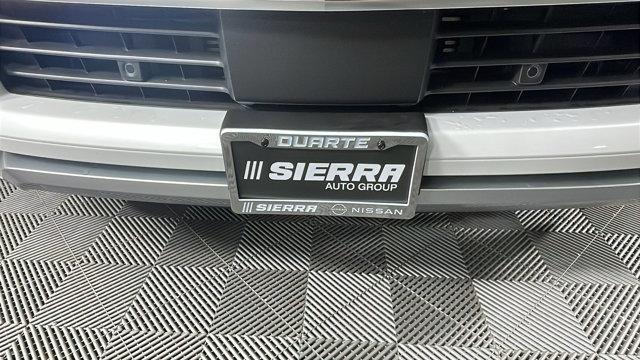 DUARTE
SIERRA
AUTO GROUP
SIERRA NISSAN